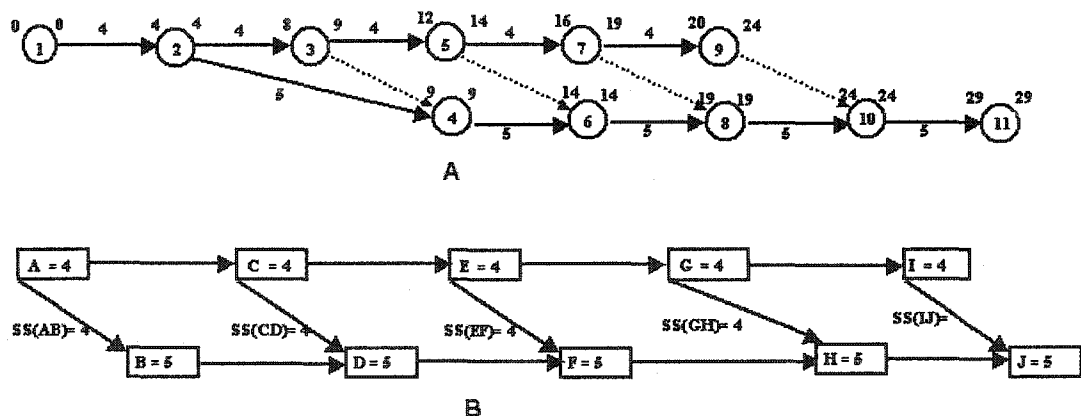 0 0 4 4 8 9 12 14 16 19 20 24
1 4 2 4 3 4 5 4 7 4 9
5
9 9 14 14 19 19 24 24 29 29
4 5 6 5 8 5 10 5 11
A
A = 4 C = 4 E = 4 G = 4 I = 4
SS(AB)= 4 SS(CD)= 4 SS(EF)= 4 SS(GH)= 4 SS(IJ)=
B = 5 D = 5 F = 5 H = 5 J = 5
B